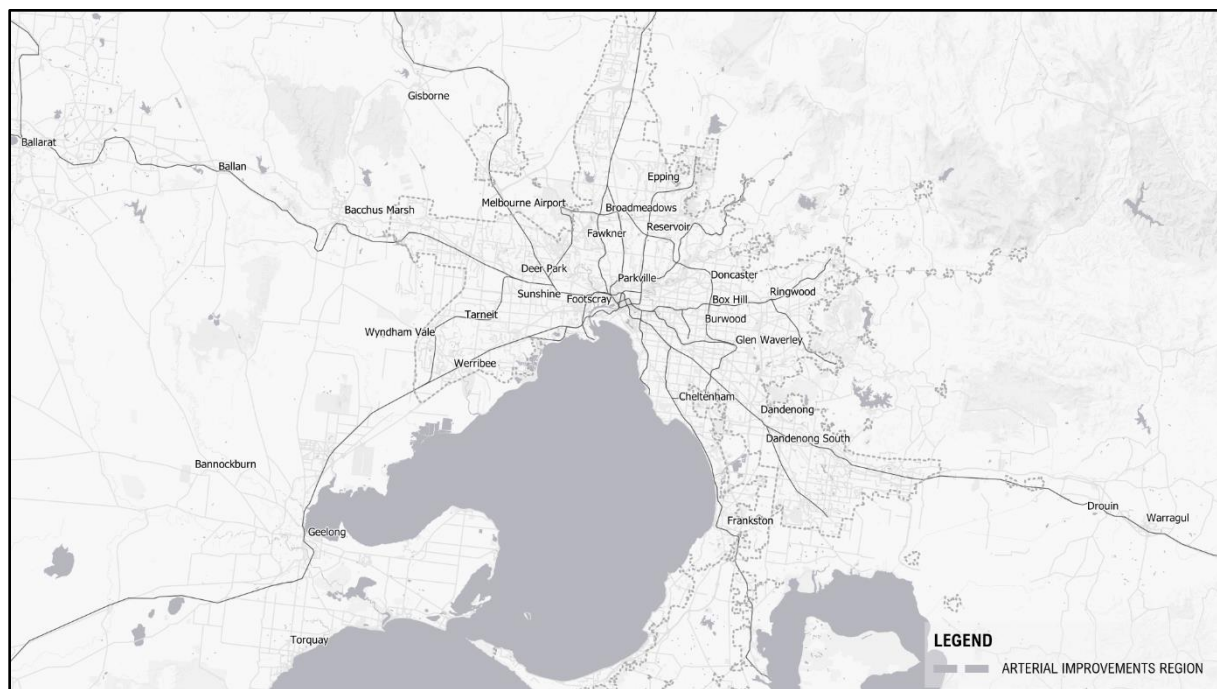 Gisborne
Ballarat
Ballan
Epping
Bacchus Marsh
Melbourne Airport
Broadmeadows
Reservoir
Fawkner
Deer Park
Parkville
Doncaster
Sunshine
Footscray
Box Hill
Ringwood
Tarneit
Burwood
Wyndham Vale
Glen Waverley
Werribee
Cheltenham
Dandenong
Dandenong South
Bannockburn
Drouin
Frankston
Warragul
Geelong
Torquay
LEGEND
ARTERIAL IMPROVEMENTS REGION